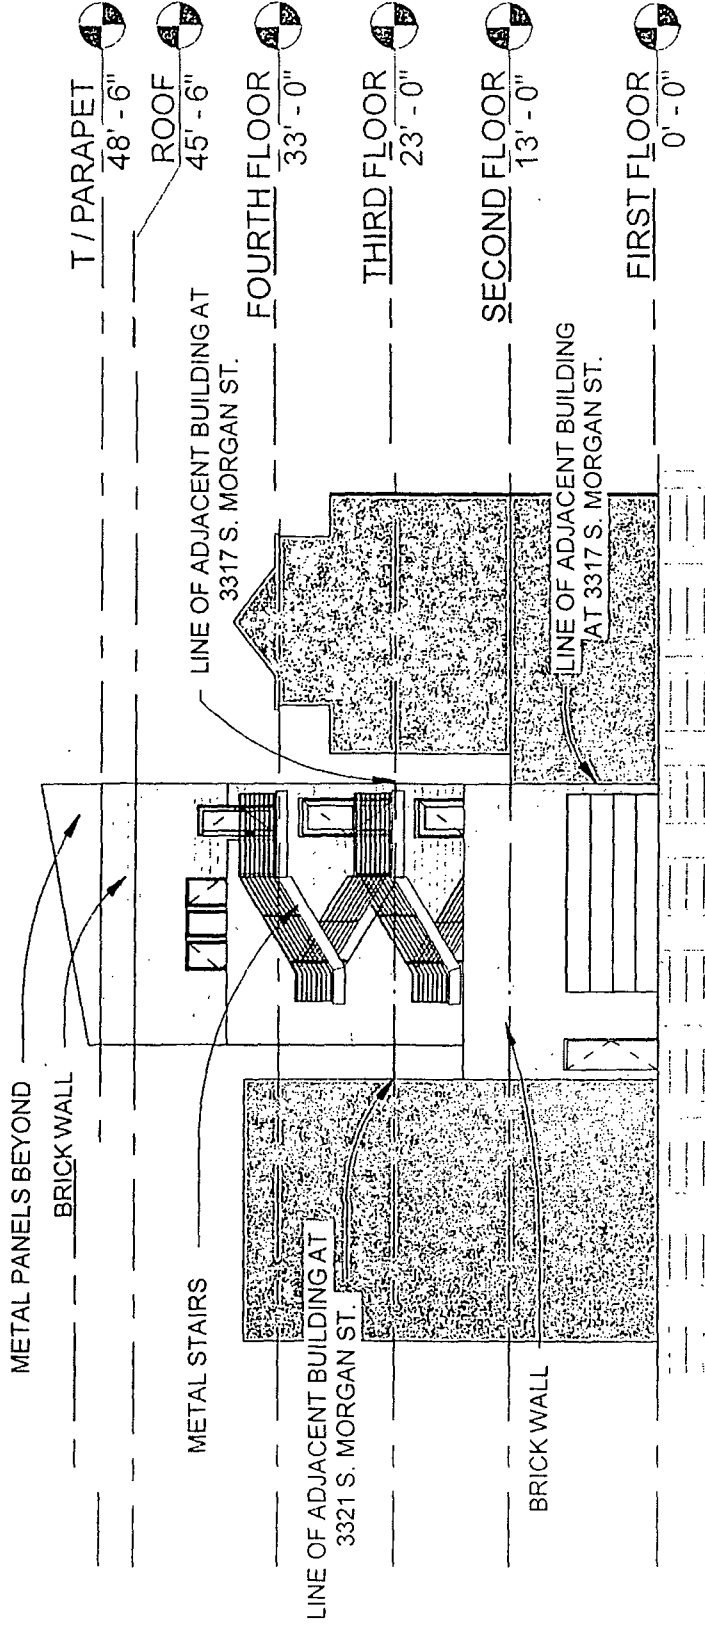 METAL PANELS BEYOND
BRICK WALL
METAL STAIRS
LINE OF ADJACENT BUILDING AT
3321 S. MORGAN ST.
BRICK WALL
LINE OF ADJACENT BUILDING AT
3317 S. MORGAN ST.
LINE OF ADJACENT BUILDING
AT 3317 S. MORGAN ST.
T / PARAPET
48' - 6"
ROOF
45' - 6"
FOURTH FLOOR
33' - 0"
THIRD FLOOR
23' - 0"
SECOND FLOOR
13' - 0"
FIRST FLOOR
0' - 0"